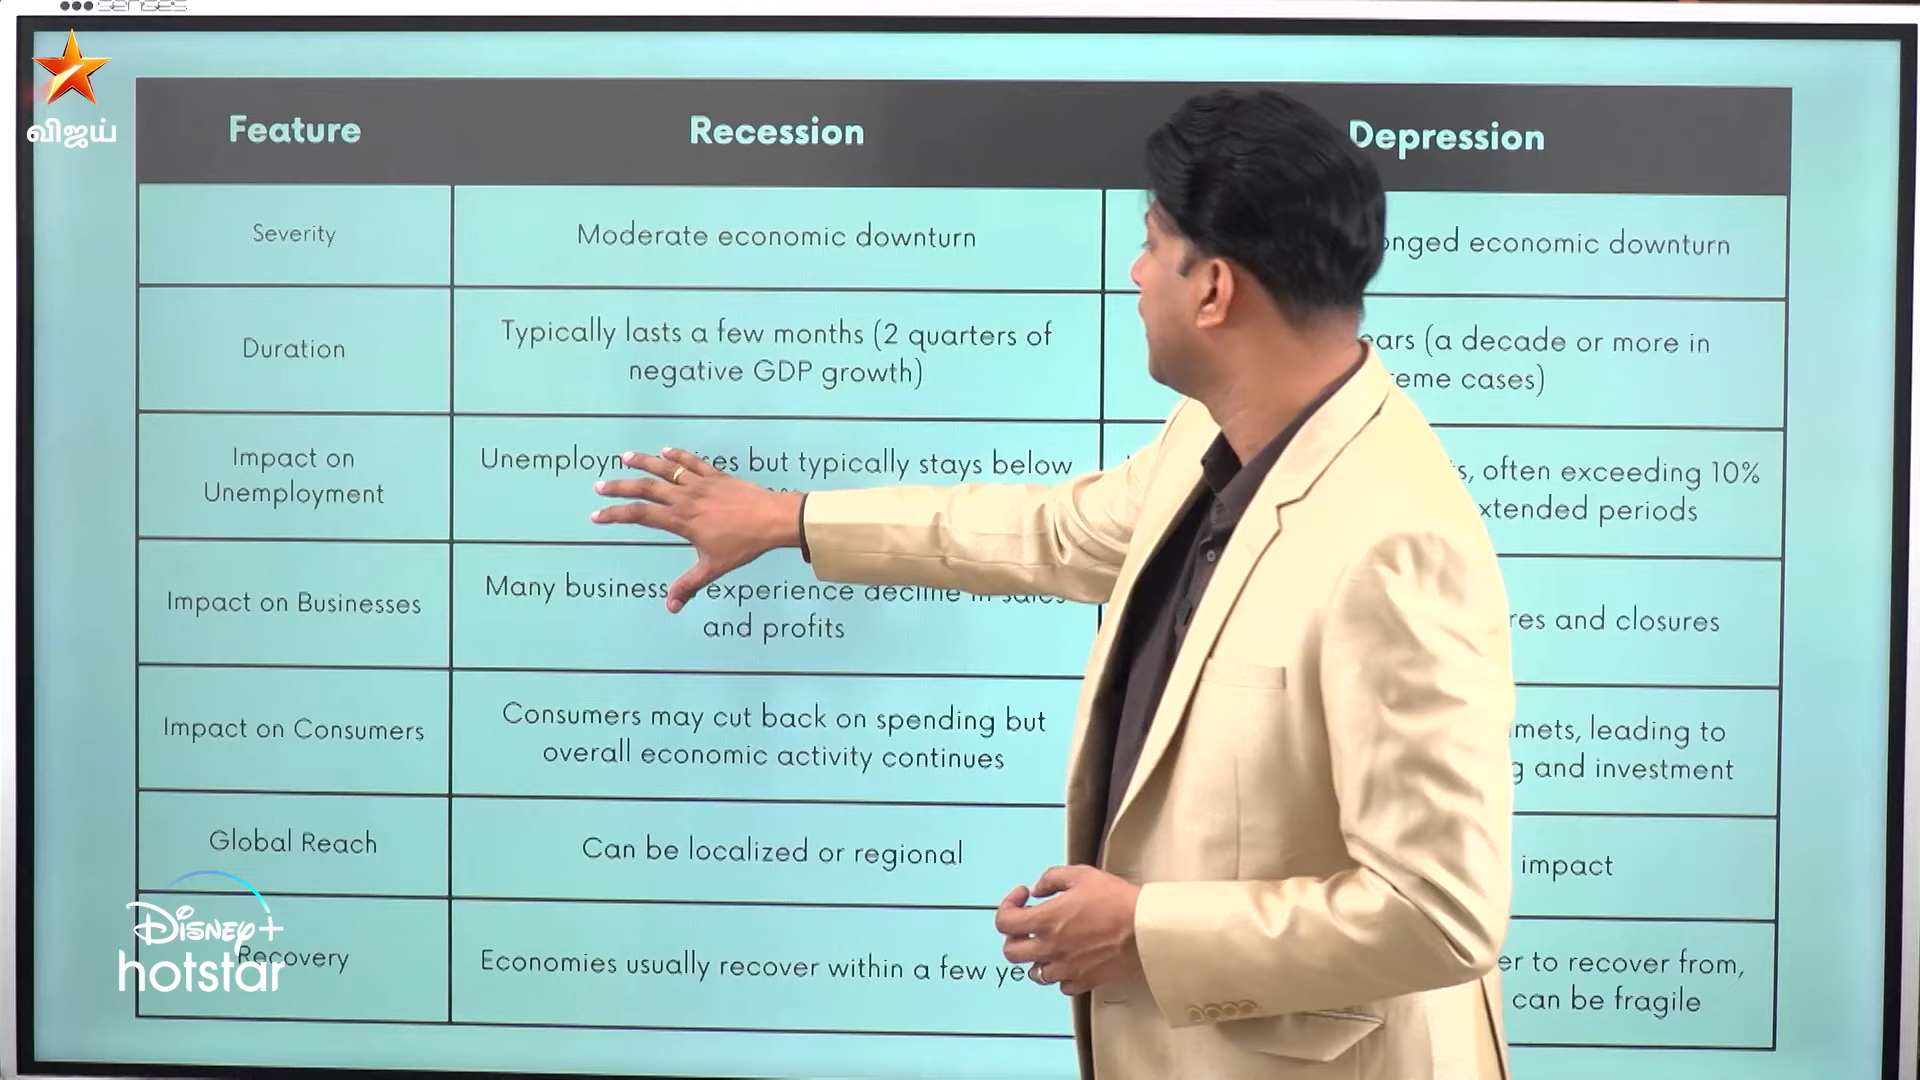 senses
விஜய்
Feature
Recession
Depression
Severity
Moderate economic downturn
economic downturn
Duration
Typically lasts a few months (2 quarters of
negative GDP growth)
(a decade or more in
cases)
Impact on
Unemployment
but typically stays below
often exceeding 10%
periods
Impact on Businesses
Many experience decline in sales
and profits
and closures
Impact on Consumers
Consumers may cut back on spending but
overall economic activity continues
leading to
and investment
Global Reach
Can be localized or regional
impact
Recovery
Economies usually recover within a few
to recover from,
can be fragile
Disney+
hotstar